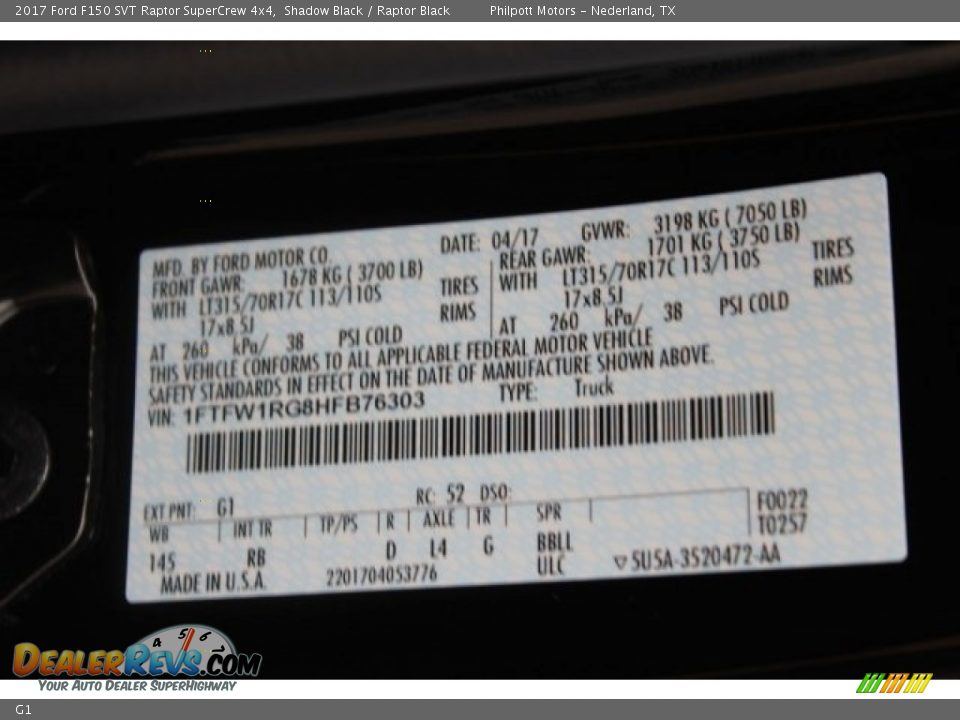 2017 Ford F150 SVT Raptor SuperCrew 4x4, Shadow Black / Raptor Black Philpott Motors - Nederland, TX
MFD. BY FORD MOTOR CO. DATE: 04/17 GVWR: 3198 KG ( 7050 LB)
FRONT GAWR: 1678 KG ( 3700 LB) REAR GAWR: 1701 KG ( 3750 LB)
WITH LT315/70R17C 113/110S TIRES WITH LT315/70R17C 113/110S TIRES
17x8.5J RIMS 17x8.5J RIMS
AT 260 kPa/ 38 PSI COLD AT 260 kPa/ 38 PSI COLD
THIS VEHICLE CONFORMS TO ALL APPLICABLE FEDERAL MOTOR VEHICLE
SAFETY STANDARDS IN EFFECT ON THE DATE OF MANUFACTURE SHOWN ABOVE.
VIN: 1FTFW1RG8HFB76303 TYPE: Truck
EXT PNT: G1 RC: 52 DSO: F0022
WB INT TR TP/PS R AXLE TR SPR T0257
145 RB D L4 G BBLL
MADE IN U.S.A. 2201704053776 ULC ▽5U5A-3520472-AA
4 5 6
DEALERREVS.COM
YOUR AUTO DEALER SUPERHIGHWAY
G1